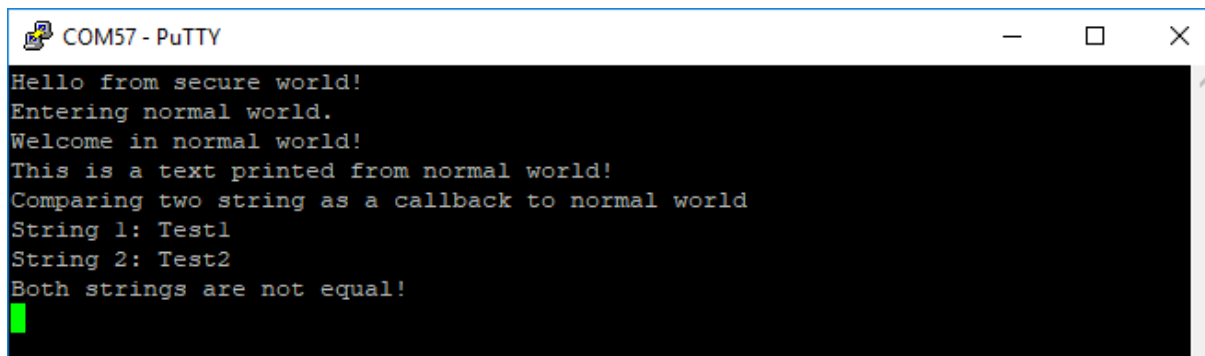 COM57 - PuTTY
Hello from secure world!
Entering normal world.
Welcome in normal world!
This is a text printed from normal world!
Comparing two string as a callback to normal world
String 1: Test1
String 2: Test2
Both strings are not equal!